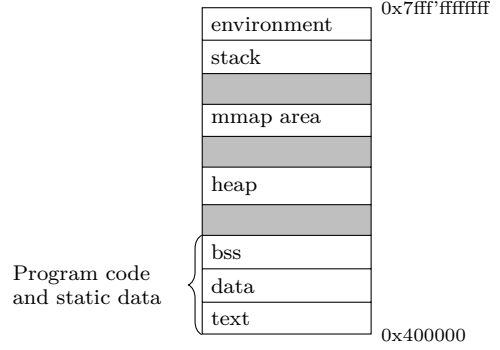 environment
0x7fff'ffffffff
stack
mmap area
heap
bss
Program code
and static data
data
text
0x400000